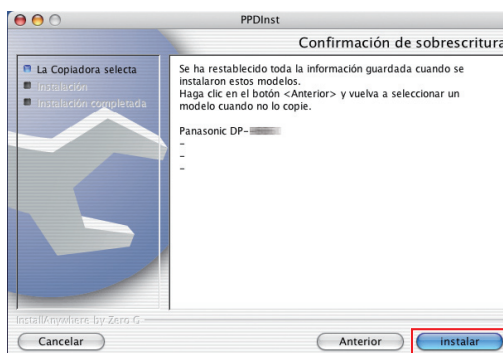 PPDInst
Confirmación de sobrescritura
La Copiadora selecta
Instalación
Instalación completada
Se ha restablecido toda la información guardada cuando se
instalaron estos modelos.
Haga clic en el botón <Anterior> y vuelva a seleccionar un
modelo cuando no lo copie.
Panasonic DP-
-
-
-
InstallAnywhere by Zero G
Cancelar
Anterior
instalar